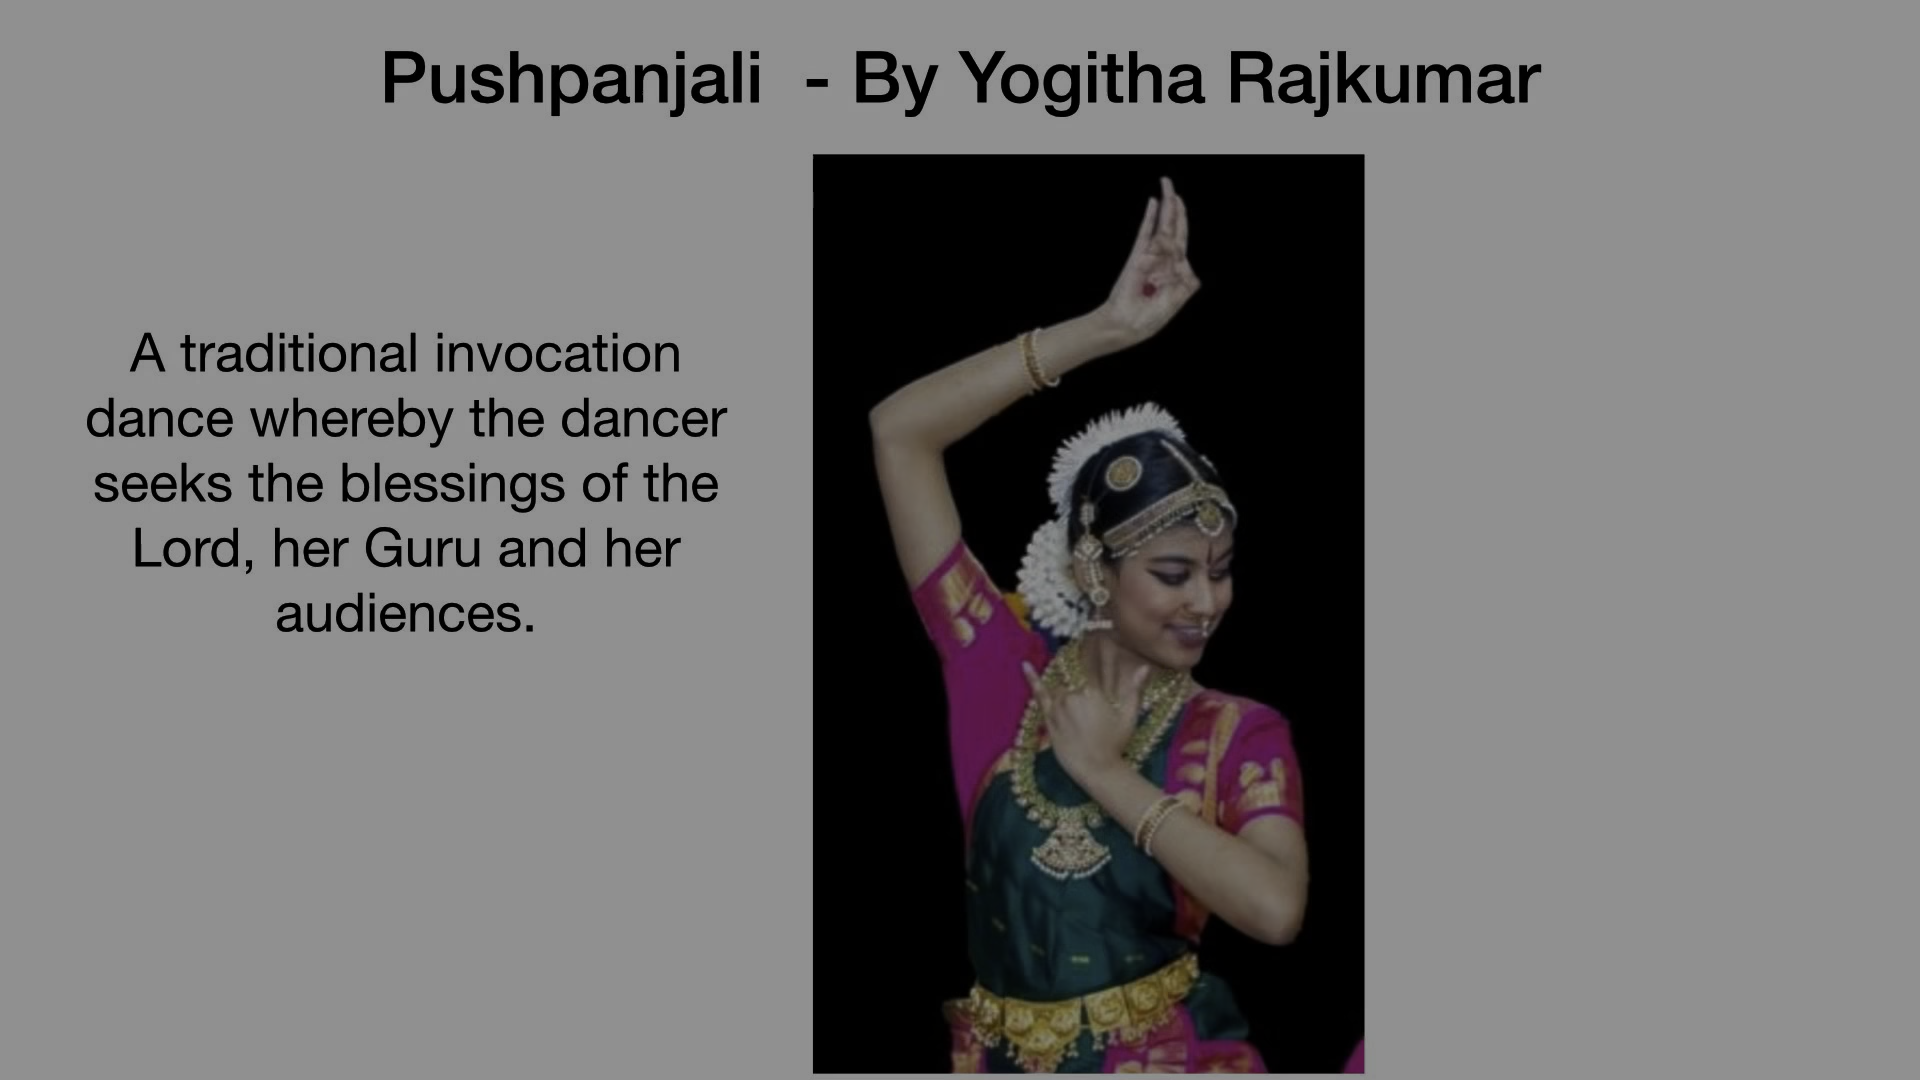 Pushpanjali  - By Yogitha Rajkumar
A traditional invocation
dance whereby the dancer
seeks the blessings of the
Lord, her Guru and her
audiences.